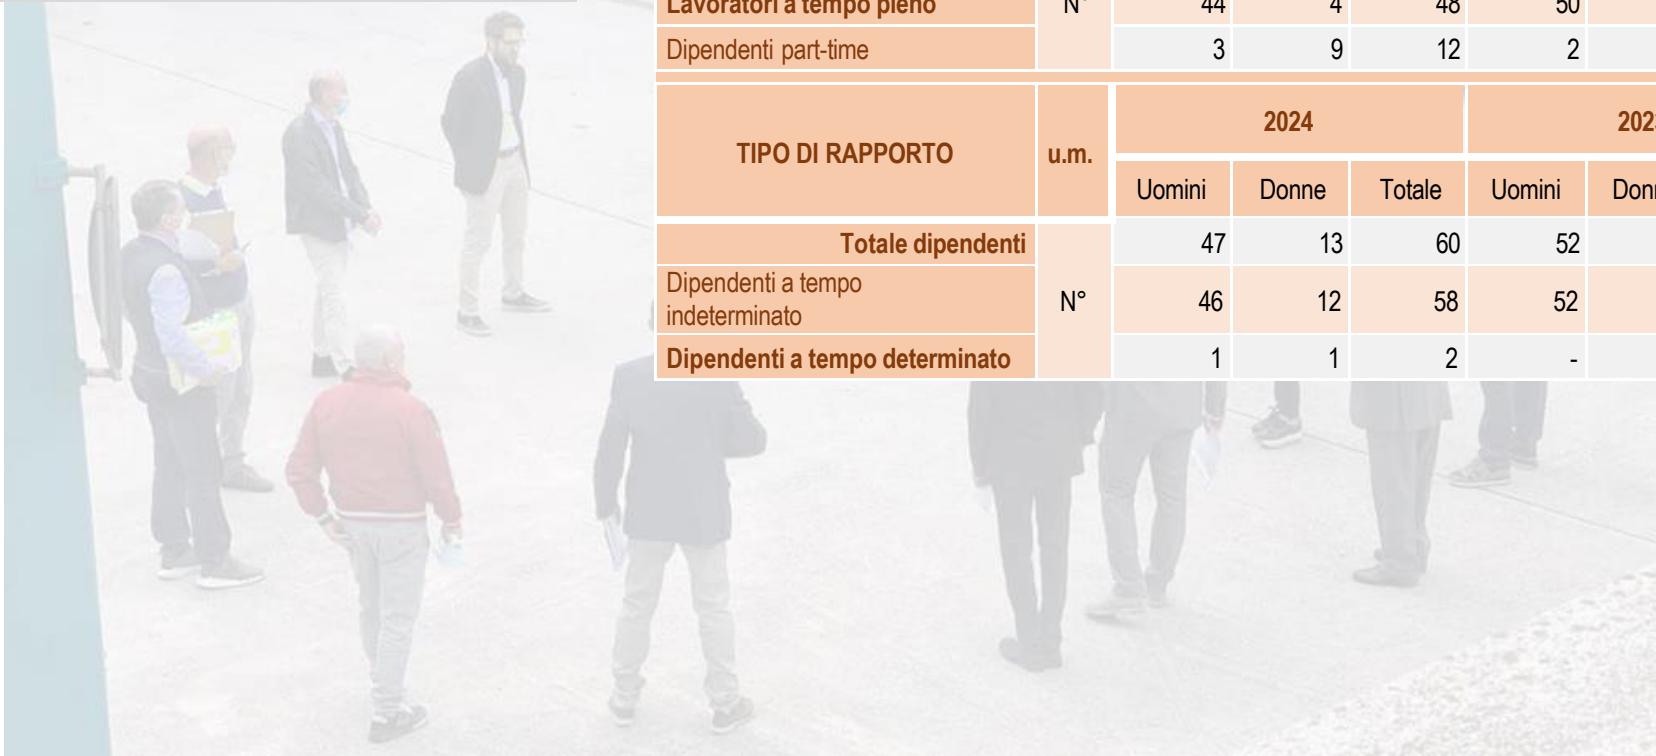 Lavoratori a tempo pieno N° 44 4 48 50
Dipendenti part-time 3 9 12 2
TIPO DI RAPPORTO u.m. 2024
Uomini Donne Totale Uomini
Totale dipendenti 47 13 60 52
Dipendenti a tempo
indeterminato N° 46 12 58 52
Dipendenti a tempo determinato 1 1 2 -